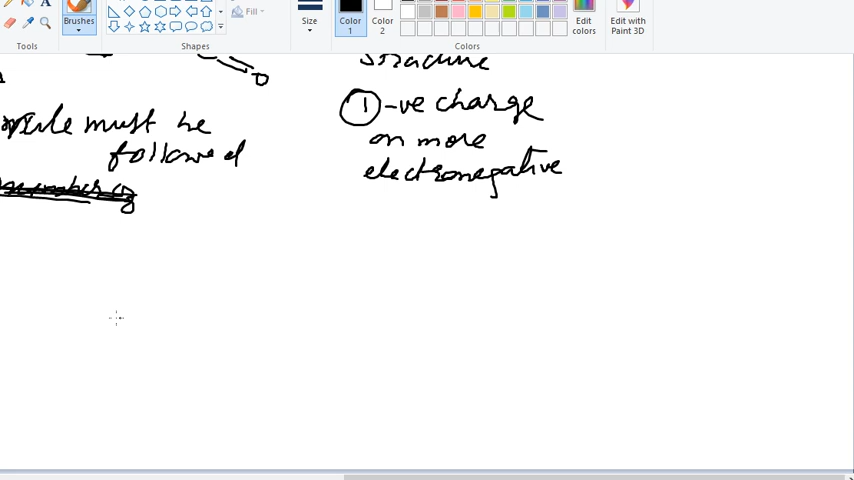 Brushes
Fill
Size
Color 1
Color 2
Edit colors
Edit with Paint 3D
Tools
Shapes
Colors
structure
rule must be
followed
① -ve charge
on more
electronegative